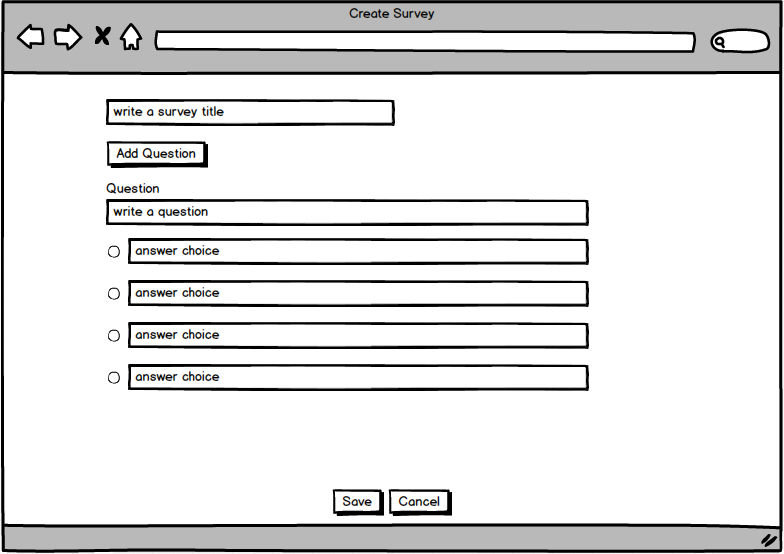 Create Survey
write a survey title
Add Question
Question
write a question
answer choice
answer choice
answer choice
answer choice
Save Cancel